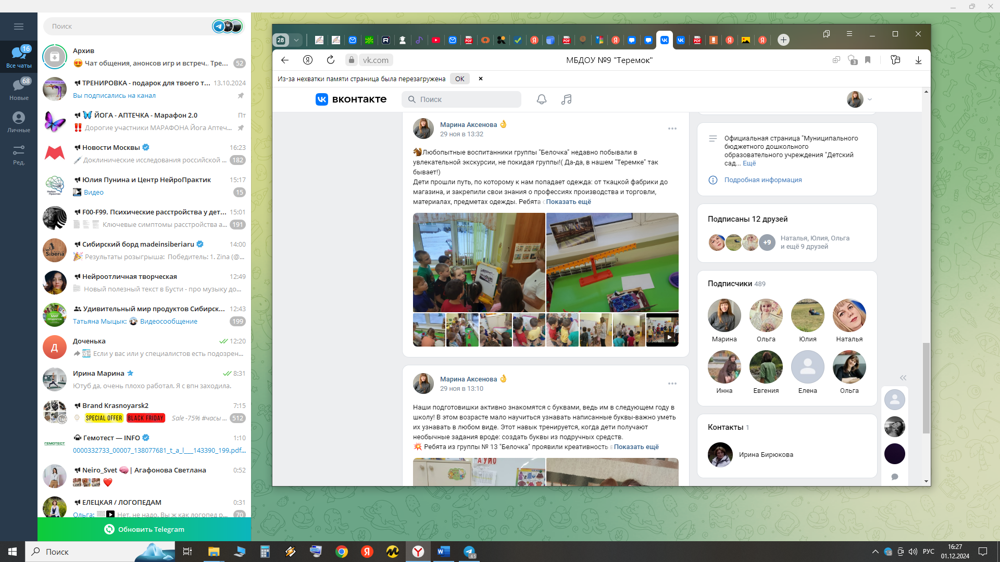 Поиск
16
Все чаты
68
Новые
Личные
Ред.
Архив
Чат общения, анонсов игр и встреч., Тре... 52
ТРЕНИРОВКА - подарок для твоего т... 13.10.2024
Вы подписались на канал
ЙОГА - АПТЕЧКА - Марафон 2.0 Пт
Дорогие участники МАРАФОНА Йога Аптеч...
Новости Москвы 16:23
Доклинические исследования российской ... 182
Юлия Пунина и Центр НейроПрактик 15:17
Видео 15
F00-F99. Психические расстройства у дет... 15:01
Ключевые симптомы расстройства а... 191
Сибирский борд madeinsiberiaru 14:00
Результаты розыгрыша: Победитель: 1. Zina (@...
Нейроотличная творческая 12:49
Новый полезный текст в Бусти - про музыку до...
Удивительный мир продуктов Сибирск... 12:43
Татьяна Мыцык: Видеосообщение 199
Д
Доченька 12:20
Если у вас или у специалистов есть подозрен...
Ирина Марина 8:31
Ютуб да, очень плохо работал. Я с впн заходила.
Brand Krasnoyarsk2 7:15
1м
SPECIAL OFFER BLACK FRIDAY Sale -75% #часы ... 512
ГЕМОТЕСТ
Гемотест — INFO 1:10
0000332733_00007_138077681_t_a_l___143390_199.pdf...
Neiro_Svet | Агафонова Светлана 0:52
ЕЛЕЦКАЯ / ЛОГОПЕДАМ 0:31
Ольга: Нет, не надо. Вы ж как логопед р... 70
Обновить Telegram
28
vk.com
МБДОУ №9 "Теремок"
3
Из-за нехватки памяти страница была перезагружена ОК
вконтакте
Поиск
Марина Аксенова
29 ноя в 13:32
Любопытные воспитанники группы "Белочка" недавно побывали в
увлекательной экскурсии, не покидая группы!( Да-да, в нашем "Теремке" так
бывает!)
Дети прошли путь, по которому к нам попадает одежда: от ткацкой фабрики до
магазина, и закрепили свои знания о профессиях производства и торговли,
материалах, предметах одежды. Ребята Показать ещё
Марина Аксенова
29 ноя в 13:10
Наши подготовишки активно знакомятся с буквами, ведь им в следующем году в
школу! В этом возрасте мало научиться узнавать написанные буквы-важно уметь
их узнавать в любом виде. Этот навык тренируется, когда дети получают
необычные задания вроде: создать буквы из подручных средств.
Ребята из группы № 13 "Белочка" проявили креативность Показать ещё
Официальная страница "Муниципального
бюджетного дошкольного
образовательного учреждения "Детский
сад... Ещё
Подробная информация
Подписаны 12 друзей
+9
Наталья, Юлия, Ольга
и ещё 9 друзей
Подписчики 489
Марина Ольга Юлия Наталья
Инна Евгения Елена Ольга
Контакты 1
Ирина Бирюкова
Поиск
РУС
16:27
01.12.2024